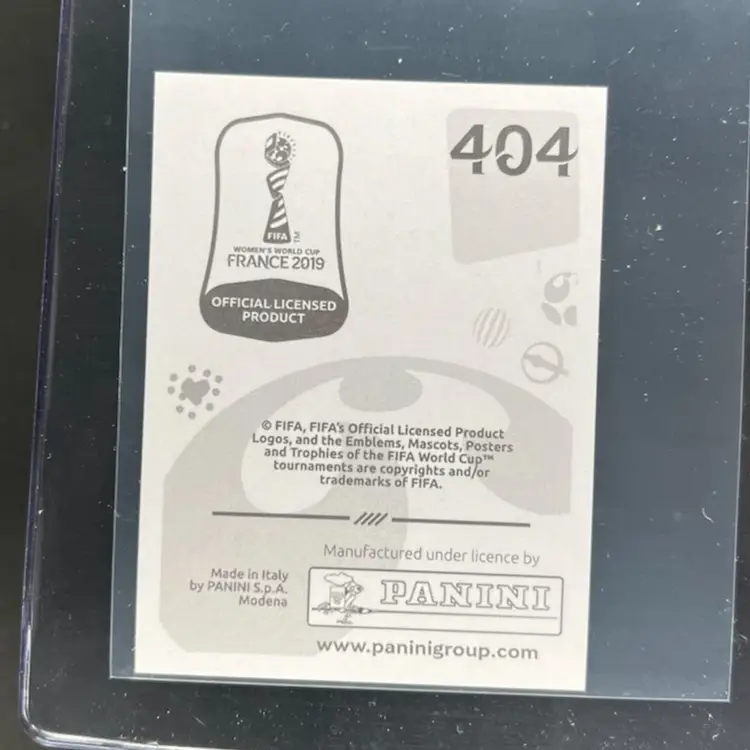 404
FIFA
TM
WOMEN'S WORLD CUP
FRANCE 2019
OFFICIAL LICENSED
PRODUCT
© FIFA, FIFA's Official Licensed Product
Logos, and the Emblems, Mascots, Posters
and Trophies of the FIFA World Cup™
tournaments are copyrights and/or
trademarks of FIFA.
Manufactured under licence by
Made in Italy
by PANINI S.p.A.
Modena
PANINI
www.paninigroup.com